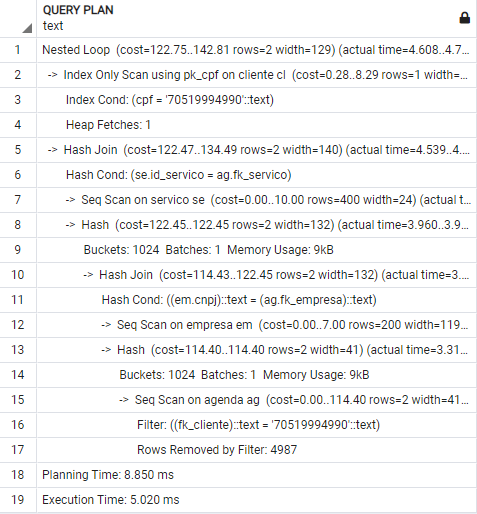 QUERY PLAN
text
1 Nested Loop (cost=122.75..142.81 rows=2 width=129) (actual time=4.608..4.7...
2 -> Index Only Scan using pk_cpf on cliente cl (cost=0.28..8.29 rows=1 width=...
3 Index Cond: (cpf = '70519994990'::text)
4 Heap Fetches: 1
5 -> Hash Join (cost=122.47..134.49 rows=2 width=140) (actual time=4.539..4....
6 Hash Cond: (se.id_servico = ag.fk_servico)
7 -> Seq Scan on servico se (cost=0.00..10.00 rows=400 width=24) (actual t...
8 -> Hash (cost=122.45..122.45 rows=2 width=132) (actual time=3.960..3.9...
9 Buckets: 1024 Batches: 1 Memory Usage: 9kB
10 -> Hash Join (cost=114.43..122.45 rows=2 width=132) (actual time=3....
11 Hash Cond: ((em.cnpj)::text = (ag.fk_empresa)::text)
12 -> Seq Scan on empresa em (cost=0.00..7.00 rows=200 width=119...
13 -> Hash (cost=114.40..114.40 rows=2 width=41) (actual time=3.31...
14 Buckets: 1024 Batches: 1 Memory Usage: 9kB
15 -> Seq Scan on agenda ag (cost=0.00..114.40 rows=2 width=41...
16 Filter: ((fk_cliente)::text = '70519994990'::text)
17 Rows Removed by Filter: 4987
18 Planning Time: 8.850 ms
19 Execution Time: 5.020 ms